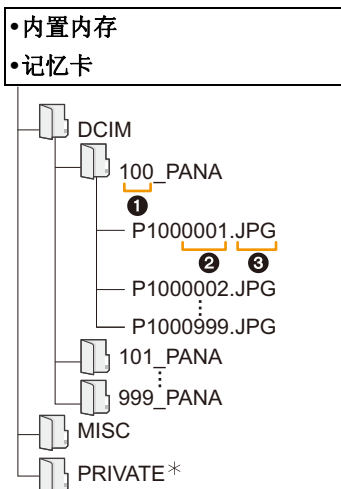 •内置内存
•记忆卡
DCIM
100_PANA
❶
P1000001.JPG
❷ ❸
P1000002.JPG
P1000999.JPG
101_PANA
999_PANA
MISC
PRIVATE*